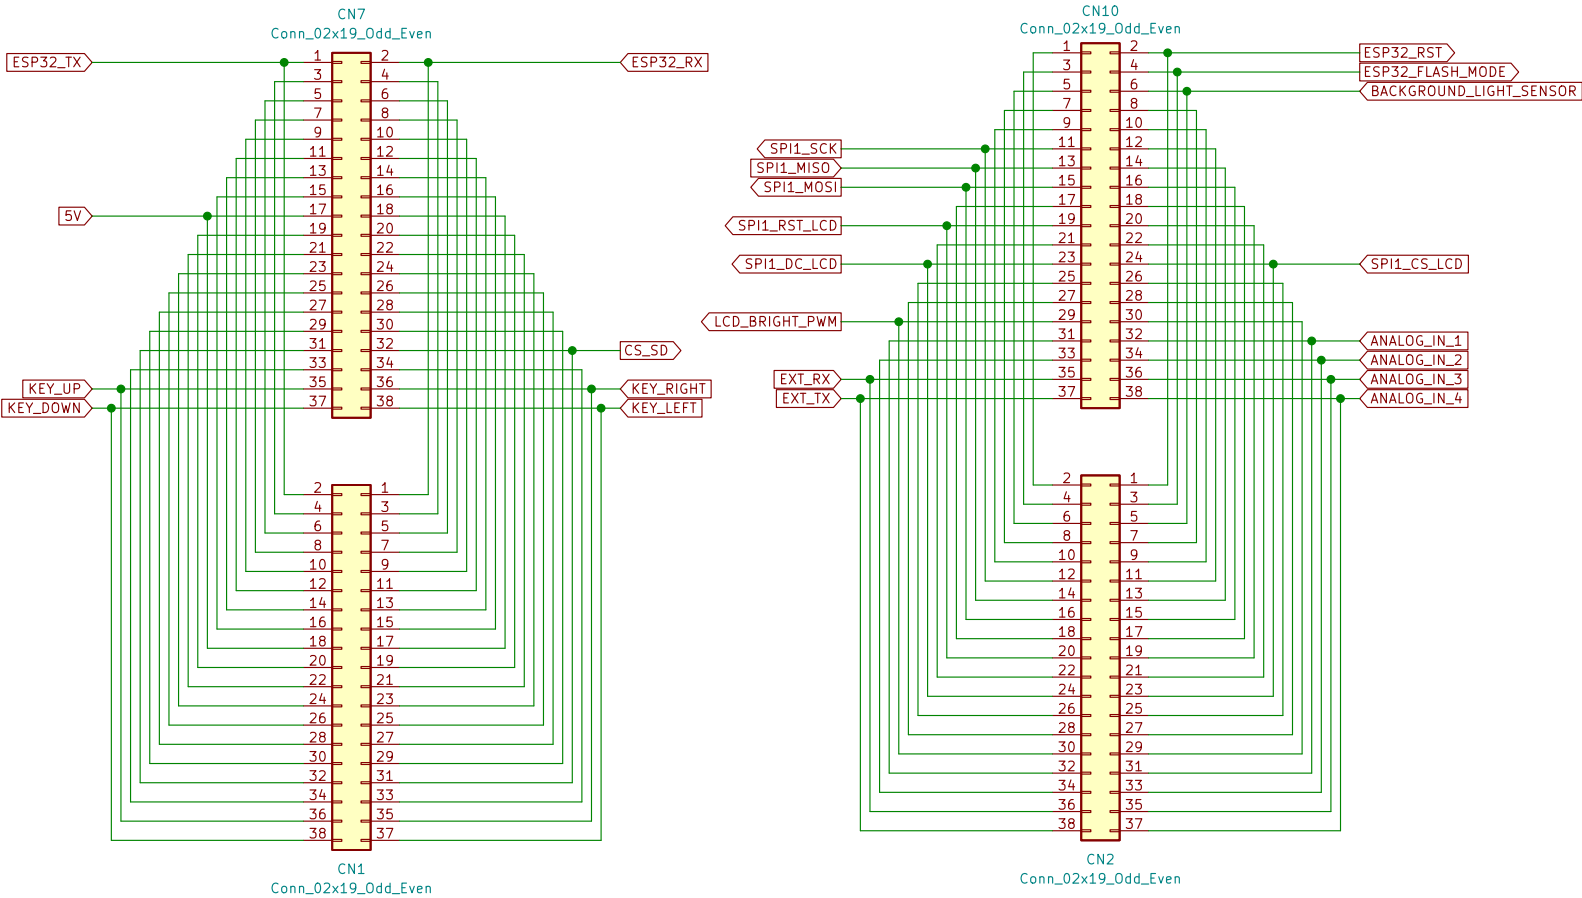 CN7
Conn_02x19_Odd_Even
ESP32_TX 1 2 ESP32_RX
3 4
5 6
7 8
9 10
11 12
13 14
15 16
5V 17 18
19 20
21 22
23 24
25 26
27 28
29 30
31 32 CS_SD
33 34
KEY_UP 35 36 KEY_RIGHT
KEY_DOWN 37 38 KEY_LEFT
2 1
4 3
6 5
8 7
10 9
12 11
14 13
16 15
18 17
20 19
22 21
24 23
26 25
28 27
30 29
32 31
34 33
36 35
38 37
CN1
Conn_02x19_Odd_Even
CN10
Conn_02x19_Odd_Even
1 2 ESP32_RST
3 4 ESP32_FLASH_MODE
5 6 BACKGROUND_LIGHT_SENSOR
7 8
9 10
SPI1_SCK 11 12
SPI1_MISO 13 14
SPI1_MOSI 15 16
17 18
SPI1_RST_LCD 19 20
21 22
SPI1_DC_LCD 23 24 SPI1_CS_LCD
25 26
27 28
LCD_BRIGHT_PWM 29 30
31 32 ANALOG_IN_1
33 34 ANALOG_IN_2
EXT_RX 35 36 ANALOG_IN_3
EXT_TX 37 38 ANALOG_IN_4
2 1
4 3
6 5
8 7
10 9
12 11
14 13
16 15
18 17
20 19
22 21
24 23
26 25
28 27
30 29
32 31
34 33
36 35
38 37
CN2
Conn_02x19_Odd_Even